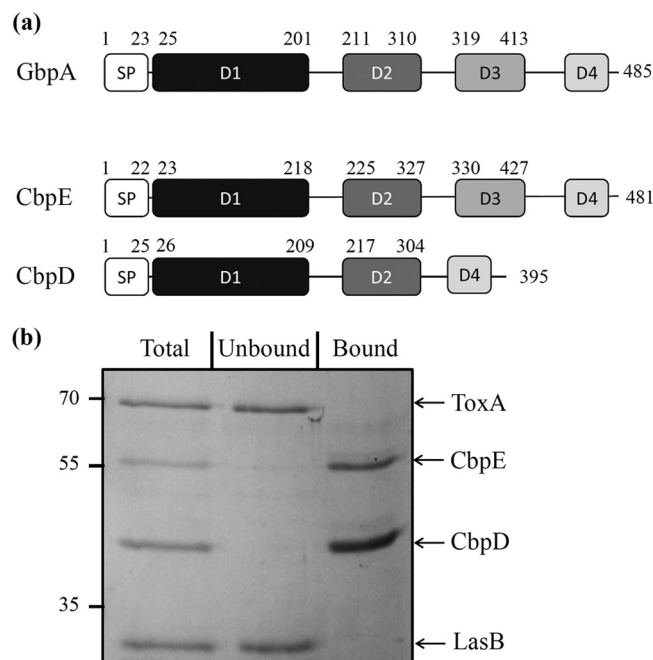 (a)
1 23 25 201 211 310 319 413
GbpA SP D1 D2 D3 D4 485
1 22 23 218 225 327 330 427
CbpE SP D1 D2 D3 D4 481
1 25 26 209 217 304
CbpD SP D1 D2 D4 395
(b)
Total Unbound Bound
70 ToxA
55 CbpE
CbpD
35
LasB